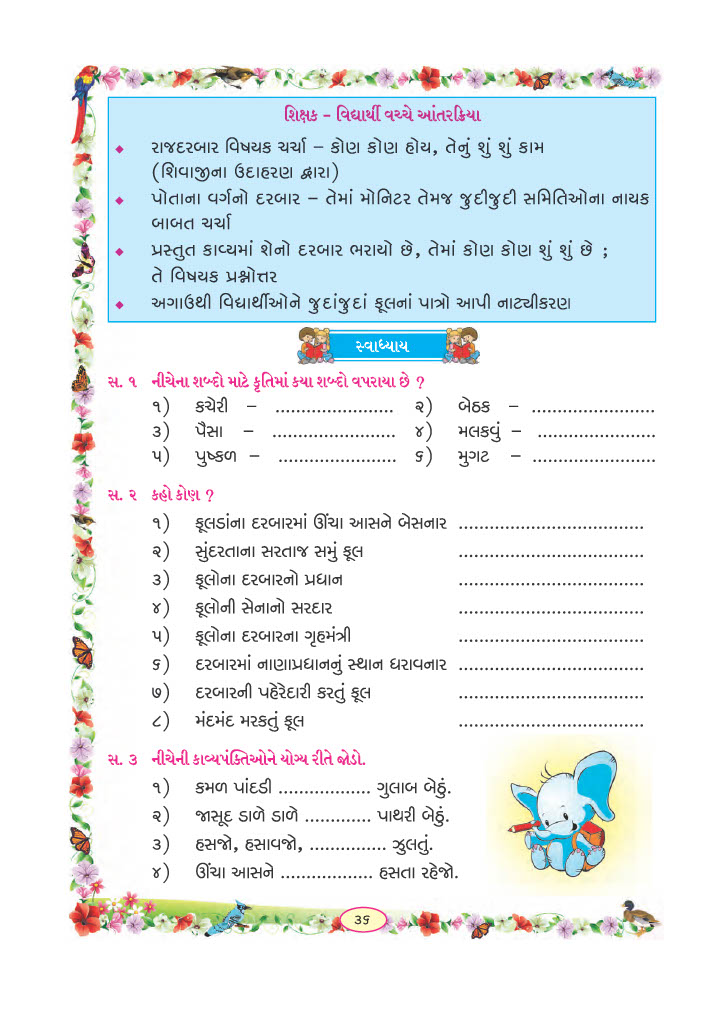 શિક્ષક - વિદ્યાર્થી વચ્ચે આંતરક્રિયા
◆ રાજદરબાર વિષયક ચર્ચા – કોણ કોણ હોય, તેનું શું શું કામ
(શિવાજીના ઉદાહરણ દ્વારા)
◆ પોતાના વર્ગનો દરબાર – તેમાં મોનિટર તેમજ જુદીજુદી સમિતિઓના નાયક
બાબત ચર્ચા
◆ પ્રસ્તુત કાવ્યમાં શેનો દરબાર ભરાયો છે, તેમાં કોણ કોણ શું શું છે ;
તે વિષયક પ્રશ્નોત્તર
◆ અગાઉથી વિદ્યાર્થીઓને જુદાંજુદાં ફૂલનાં પાત્રો આપી નાટ્યીકરણ
સ્વાધ્યાય
સ. ૧ નીચેના શબ્દો માટે કૃતિમાં કયા શબ્દો વપરાયા છે ?
૧) કચેરી – ....................... ૨) બેઠક – ........................
૩) પૈસા – ........................ ૪) મલકવું – .......................
૫) પુષ્કળ – ....................... ૬) મુગટ – ........................
સ. ૨ કહો કોણ ?
૧) ફૂલડાંના દરબારમાં ઊંચા આસને બેસનાર ....................................
૨) સુંદરતાના સરતાજ સમું ફૂલ ....................................
૩) ફૂલોના દરબારનો પ્રધાન ....................................
૪) ફૂલોની સેનાનો સરદાર ....................................
૫) ફૂલોના દરબારના ગૃહમંત્રી ....................................
૬) દરબારમાં નાણાપ્રધાનનું સ્થાન ધરાવનાર ....................................
૭) દરબારની પહેરેદારી કરતું ફૂલ ....................................
૮) મંદમંદ મરકતું ફૂલ ....................................
સ. ૩ નીચેની કાવ્યપંક્તિઓને યોગ્ય રીતે જોડો.
૧) કમળ પાંદડી .................. ગુલાબ બેઠું.
૨) જાસૂદ ડાળે ડાળે ............. પાથરી બેઠું.
૩) હસજો, હસાવજો, ............... ઝુલતું.
૪) ઊંચા આસને .................. હસતા રહેજો.
૩૬